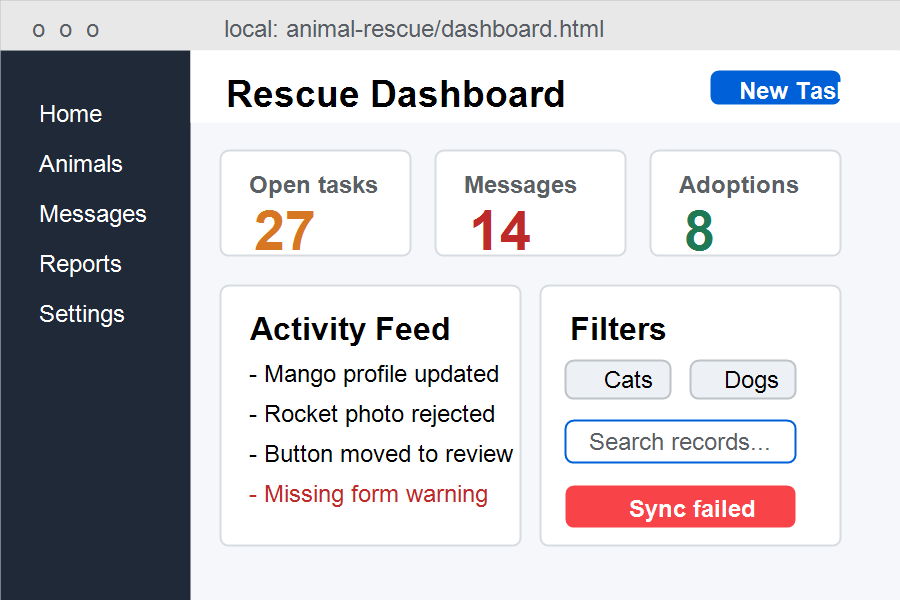 o o o
local: animal-rescue/dashboard.html
Home
Animals
Messages
Reports
Settings
Rescue Dashboard
New Tas
Open tasks
27
Messages
14
Adoptions
8
Activity Feed
- Mango profile updated
- Rocket photo rejected
- Button moved to review
- Missing form warning
Filters
Cats
Dogs
Search records...
Sync failed